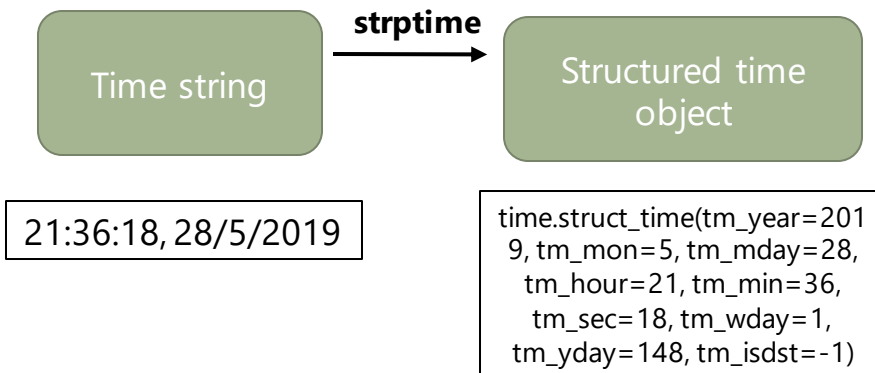 strptime
Time string
Structured time
object
21:36:18, 28/5/2019
time.struct_time(tm_year=201
9, tm_mon=5, tm_mday=28,
tm_hour=21, tm_min=36,
tm_sec=18, tm_wday=1,
tm_yday=148, tm_isdst=-1)